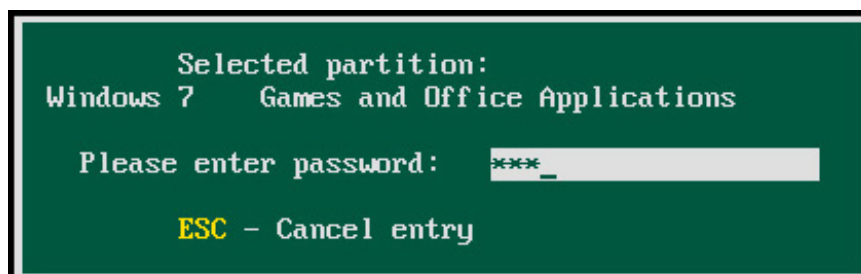 Selected partition:
Windows 7 Games and Office Applications
Please enter password: ***_
ESC - Cancel entry